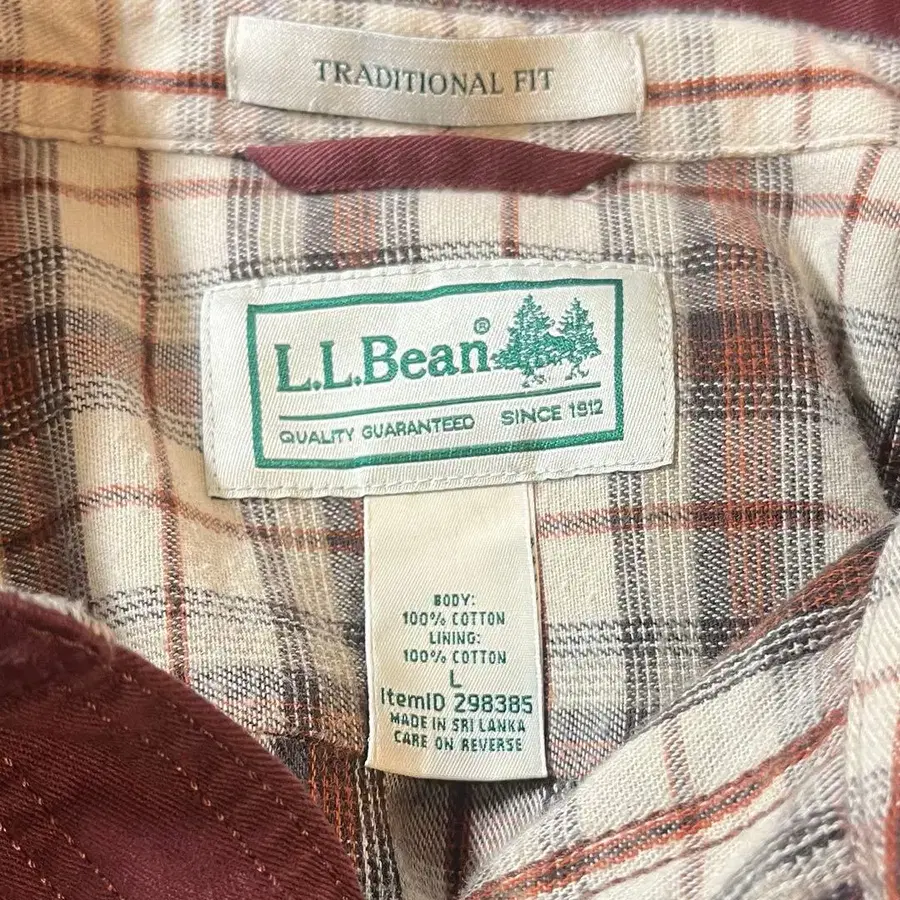 TRADITIONAL FIT
L.L.Bean®
QUALITY GUARANTEED SINCE 1912
BODY:
100% COTTON
LINING:
100% COTTON
L
ItemID 298385
MADE IN SRI LANKA
CARE ON REVERSE